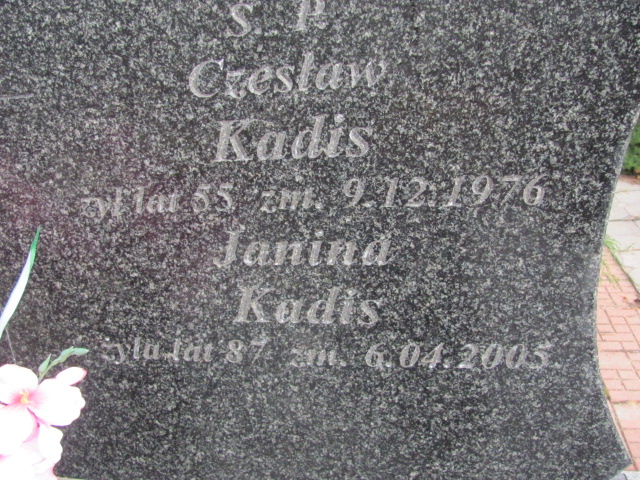 Ś. P.
Czesław
Kadis
żył lat 55 zm. 9.12.1976
Janina
Kadis
żyła lat 87 zm. 6.04.2005